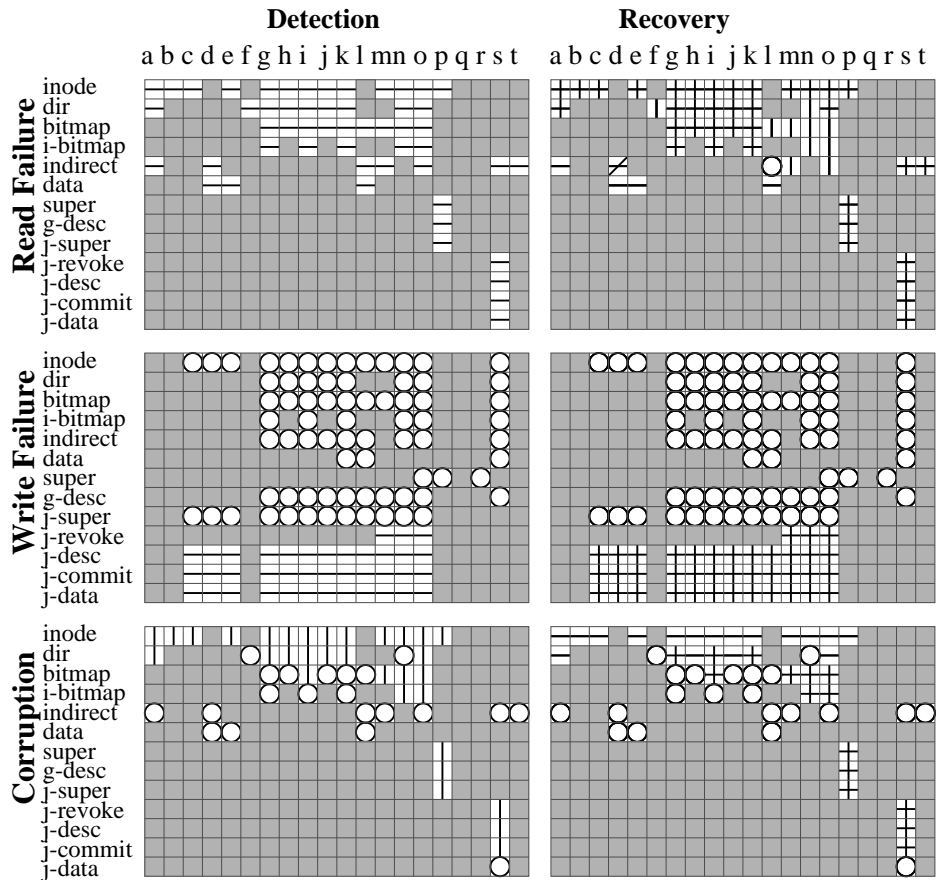 Detection Recovery
a b c d e f g h i j k l m n o p q r s t a b c d e f g h i j k l m n o p q r s t
Read Failure
inode
dir
bitmap
i-bitmap
indirect
data
super
g-desc
j-super
j-revoke
j-desc
j-commit
j-data
Write Failure
inode
dir
bitmap
i-bitmap
indirect
data
super
g-desc
j-super
j-revoke
j-desc
j-commit
j-data
Corruption
inode
dir
bitmap
i-bitmap
indirect
data
super
g-desc
j-super
j-revoke
j-desc
j-commit
j-data